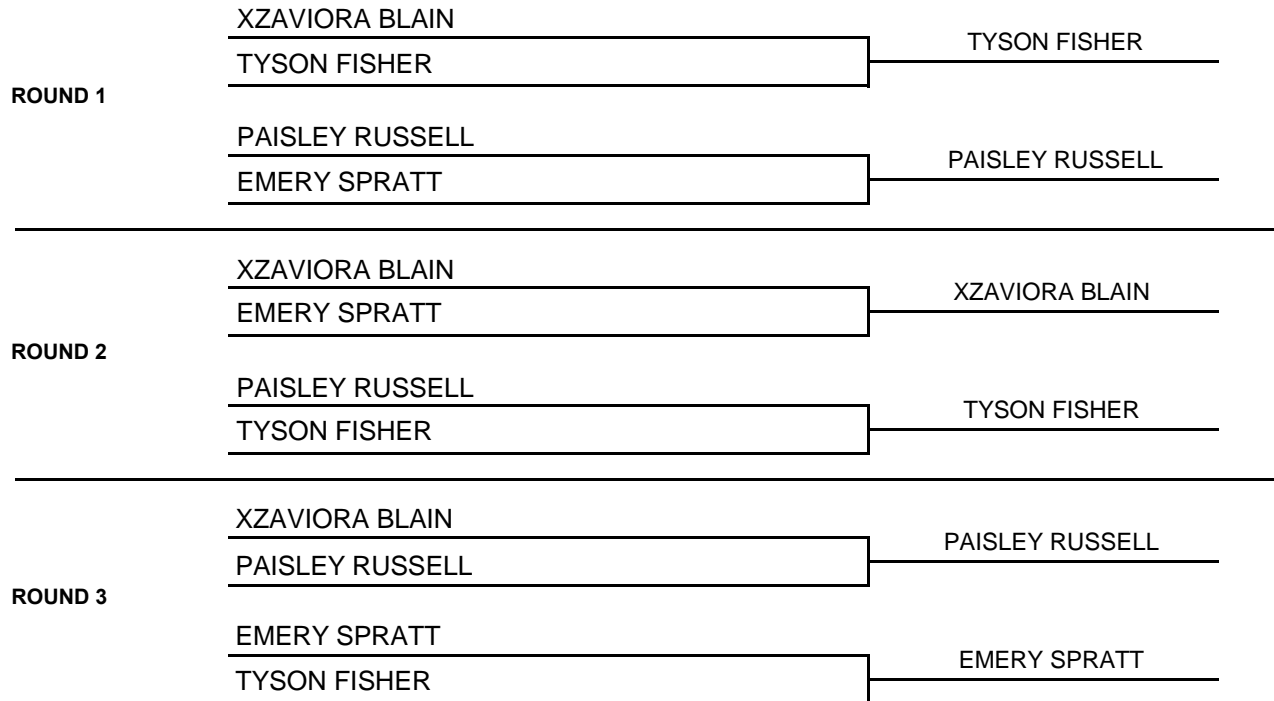 XZAVIORA BLAIN
TYSON FISHER
TYSON FISHER
ROUND 1
PAISLEY RUSSELL
PAISLEY RUSSELL
EMERY SPRATT
XZAVIORA BLAIN
XZAVIORA BLAIN
EMERY SPRATT
ROUND 2
PAISLEY RUSSELL
TYSON FISHER
TYSON FISHER
XZAVIORA BLAIN
PAISLEY RUSSELL
PAISLEY RUSSELL
ROUND 3
EMERY SPRATT
EMERY SPRATT
TYSON FISHER